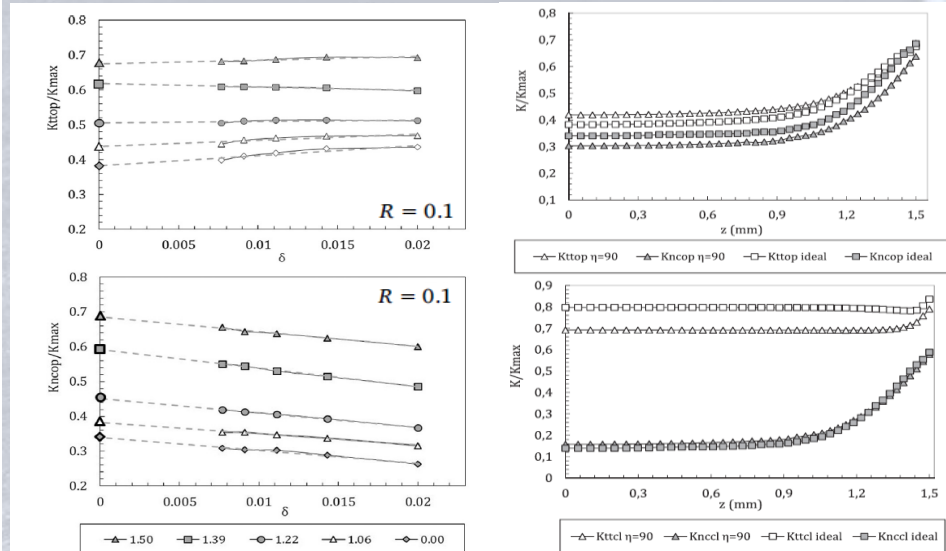 Kttop/Kmax
0.8
0.7
0.6
0.5
0.4
0.3
0.2
R = 0.1
0 0.005 0.01 0.015 0.02
δ
Kncop/Kmax
0.8
0.7
0.6
0.5
0.4
0.3
0.2
R = 0.1
0 0.005 0.01 0.015 0.02
δ
1.50 1.39 1.22 1.06 0.00
K/Kmax
0,8
0,7
0,6
0,5
0,4
0,3
0,2
0,1
0 0,3 0,6 0,9 1,2 1,5
z (mm)
Kttop η=90 Kncop η=90 Kttop ideal Kncop ideal
K/Kmax
0,9
0,8
0,7
0,6
0,5
0,4
0,3
0,2
0,1
0
0 0,3 0,6 0,9 1,2 1,5
z (mm)
Kttcl η=90 Knccl η=90 Kttcl ideal Knccl ideal